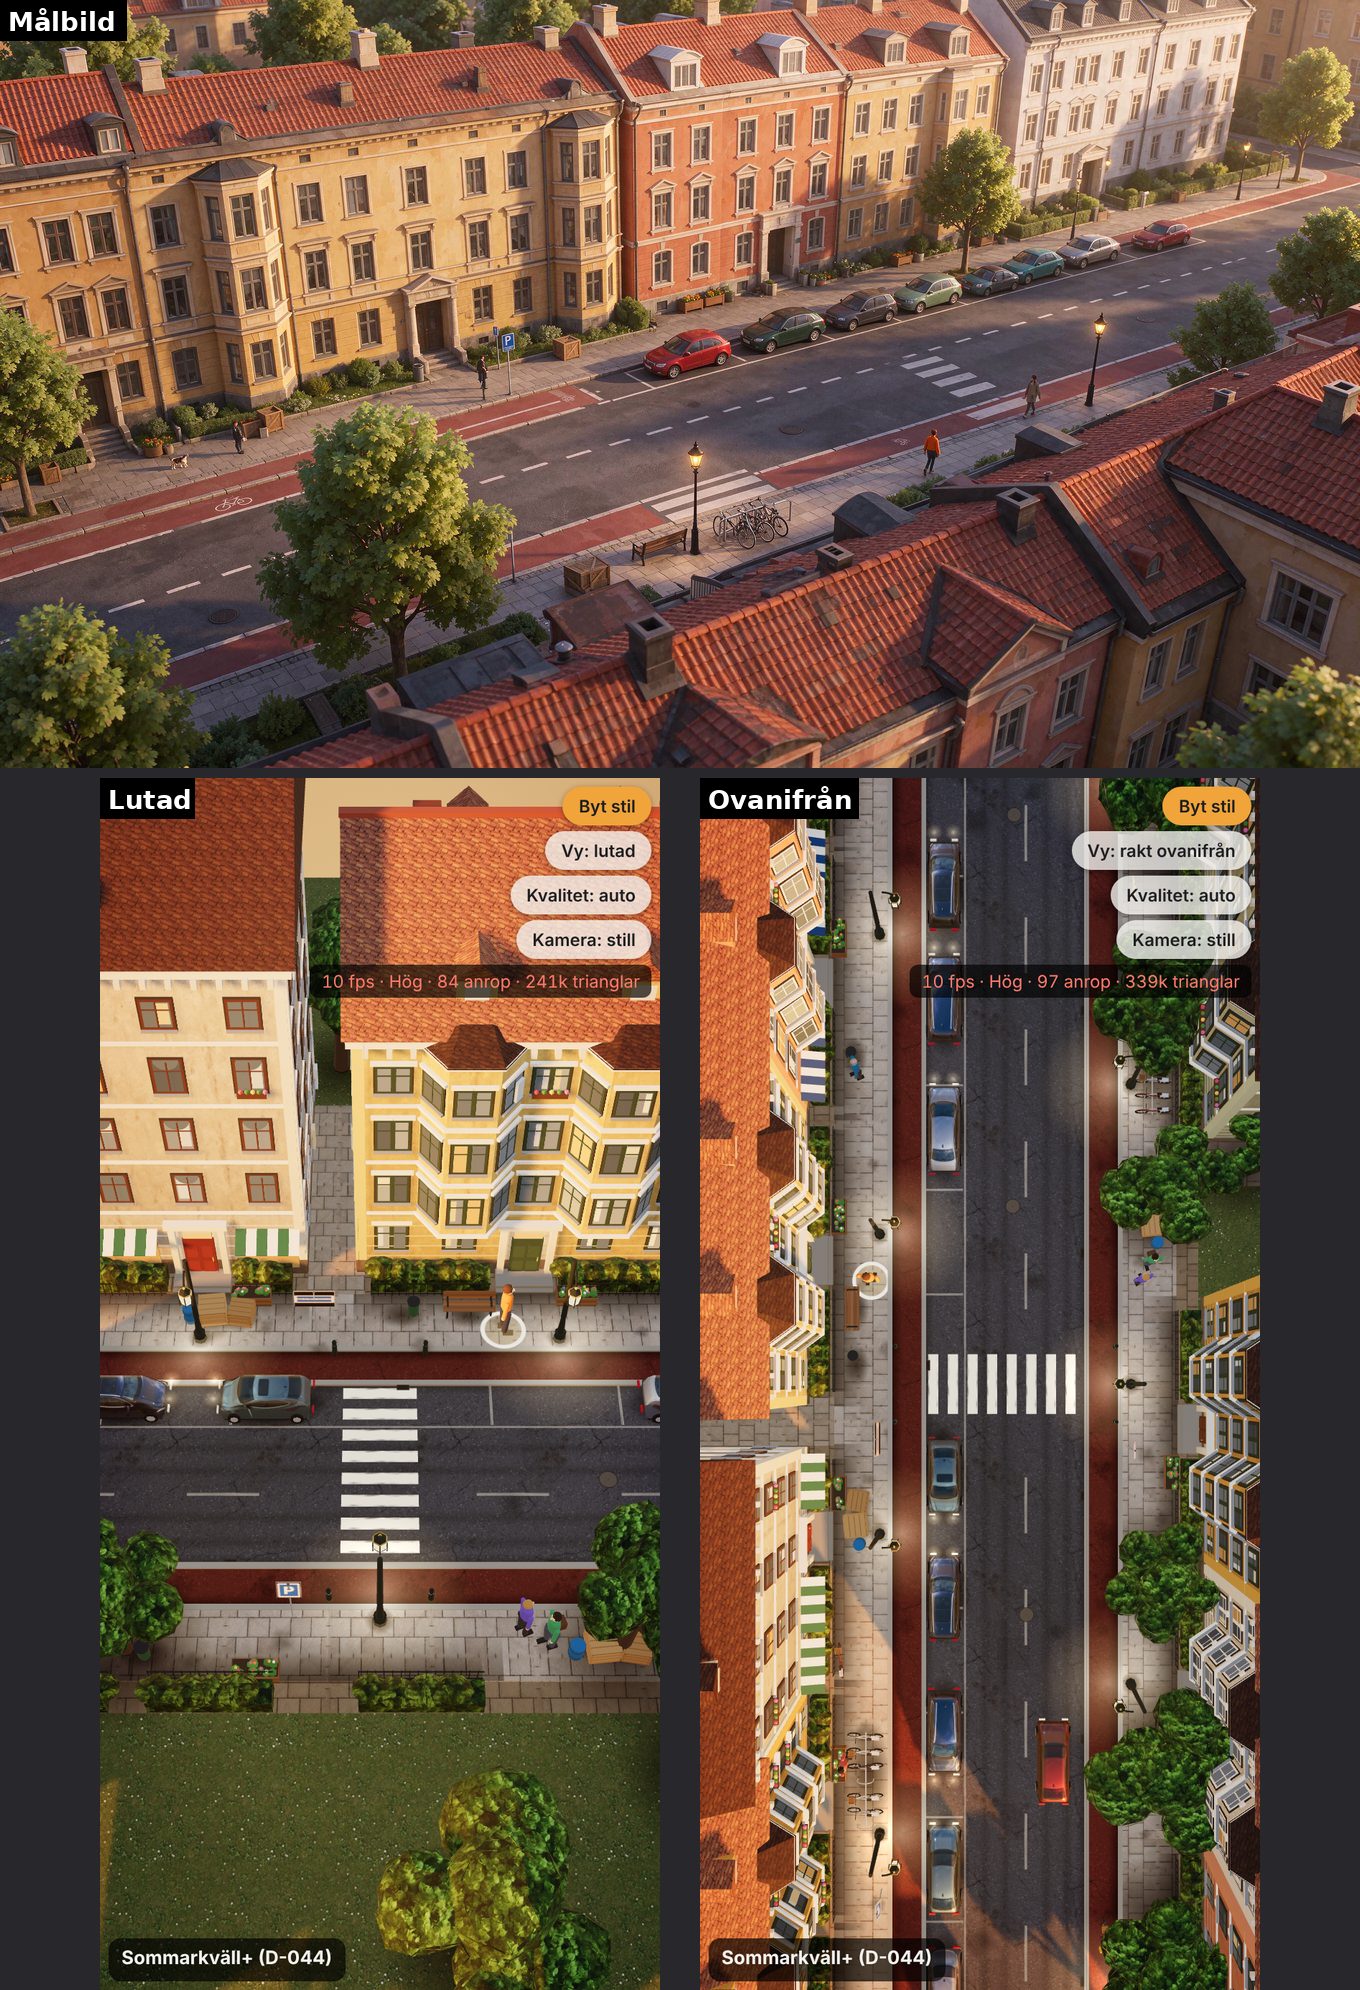 Målbild
P
Lutad
Byt stil
Vy: lutad
Kvalitet: auto
Kamera: still
10 fps · Hög · 84 anrop · 241k trianglar
P
Sommarkväll+ (D-044)
Ovanifrån
Byt stil
Vy: rakt ovanifrån
Kvalitet: auto
Kamera: still
10 fps · Hög · 97 anrop · 339k trianglar
Sommarkväll+ (D-044)